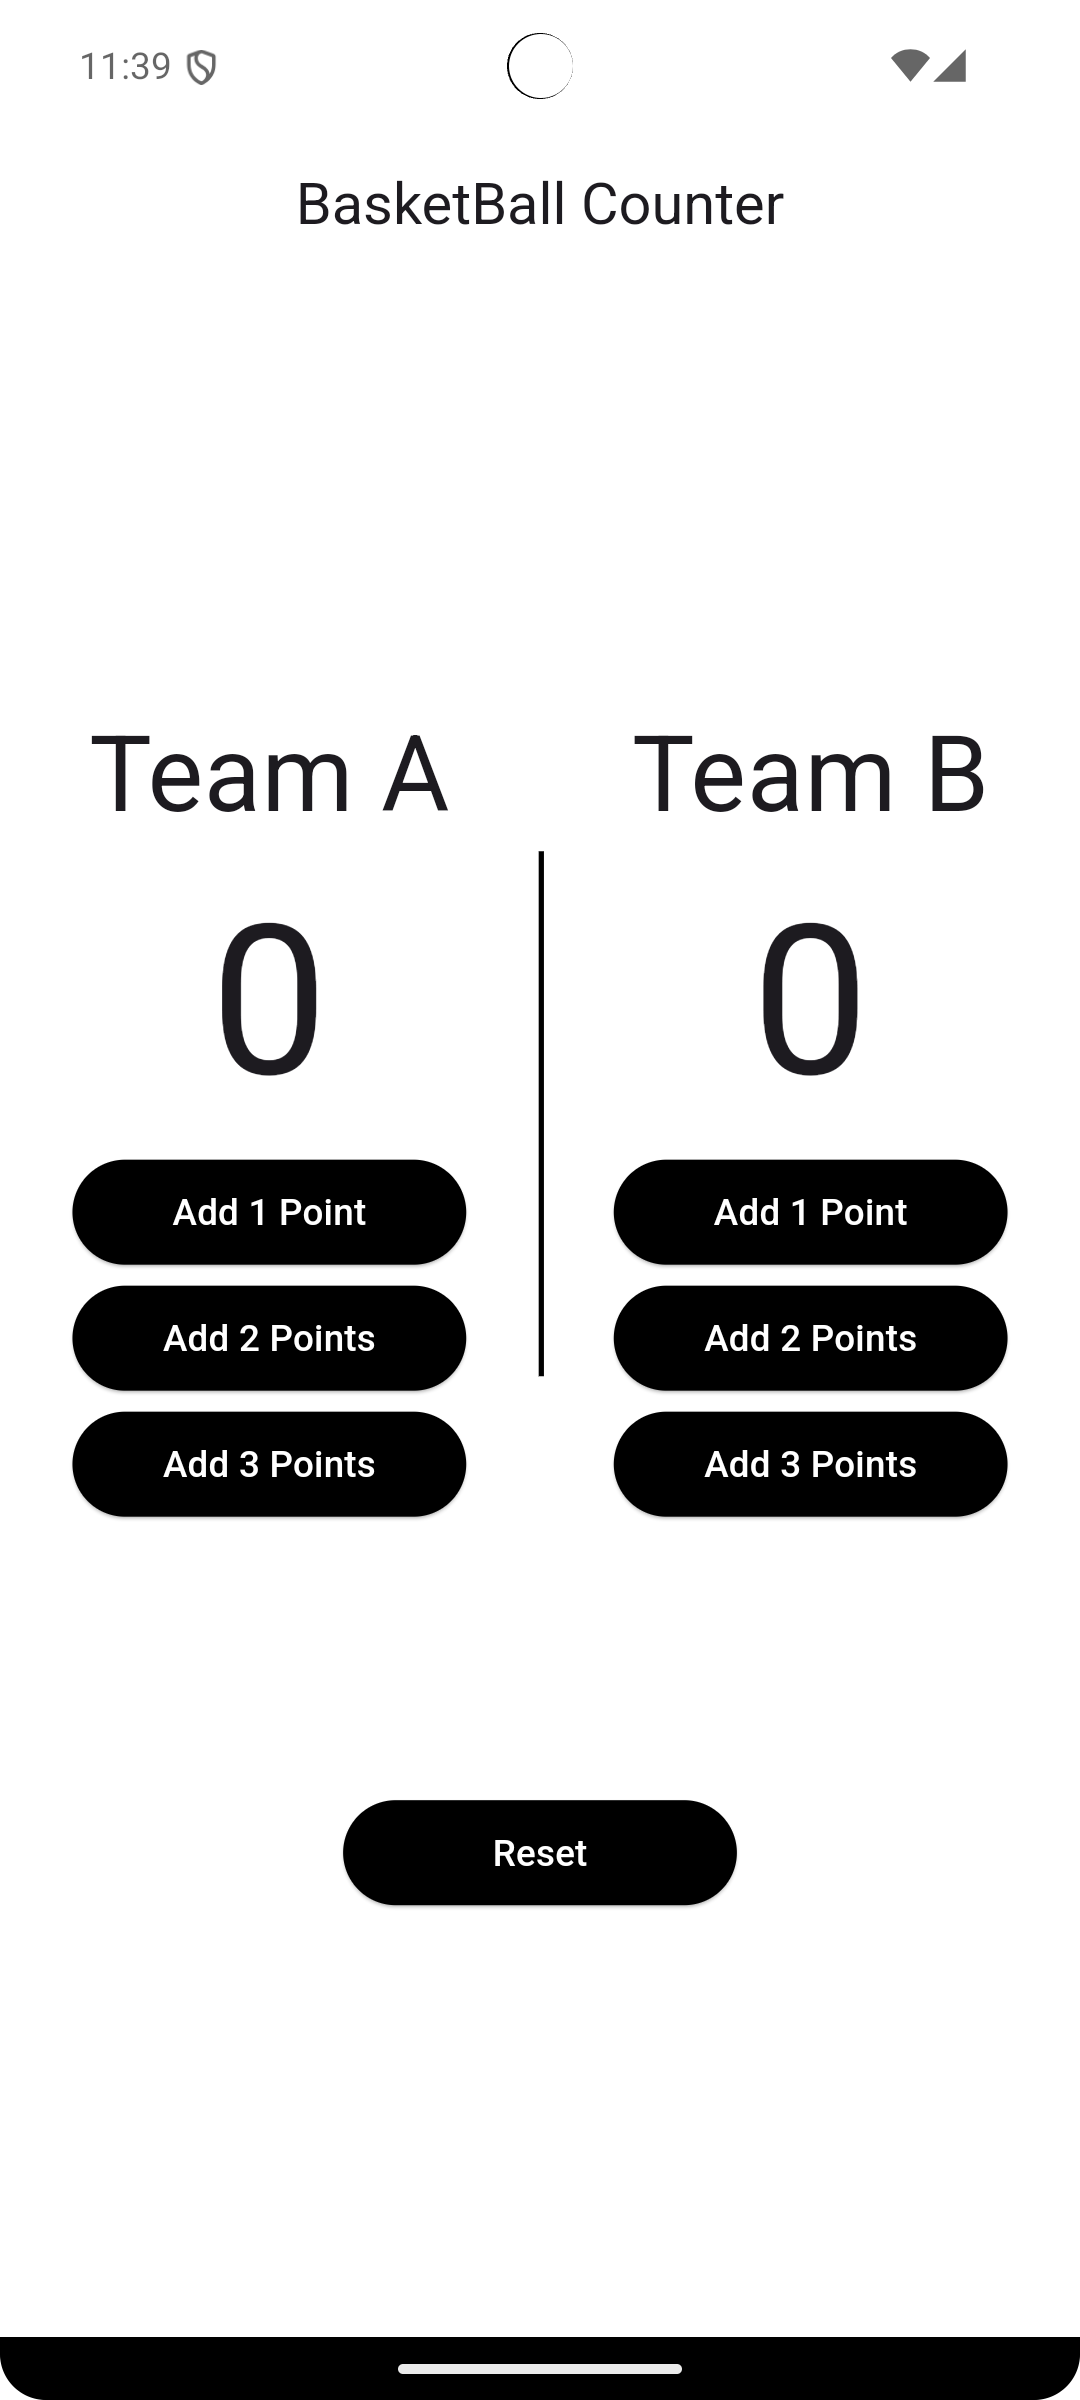 11:39
BasketBall Counter
Team A
Team B
0
0
Add 1 Point
Add 1 Point
Add 2 Points
Add 2 Points
Add 3 Points
Add 3 Points
Reset